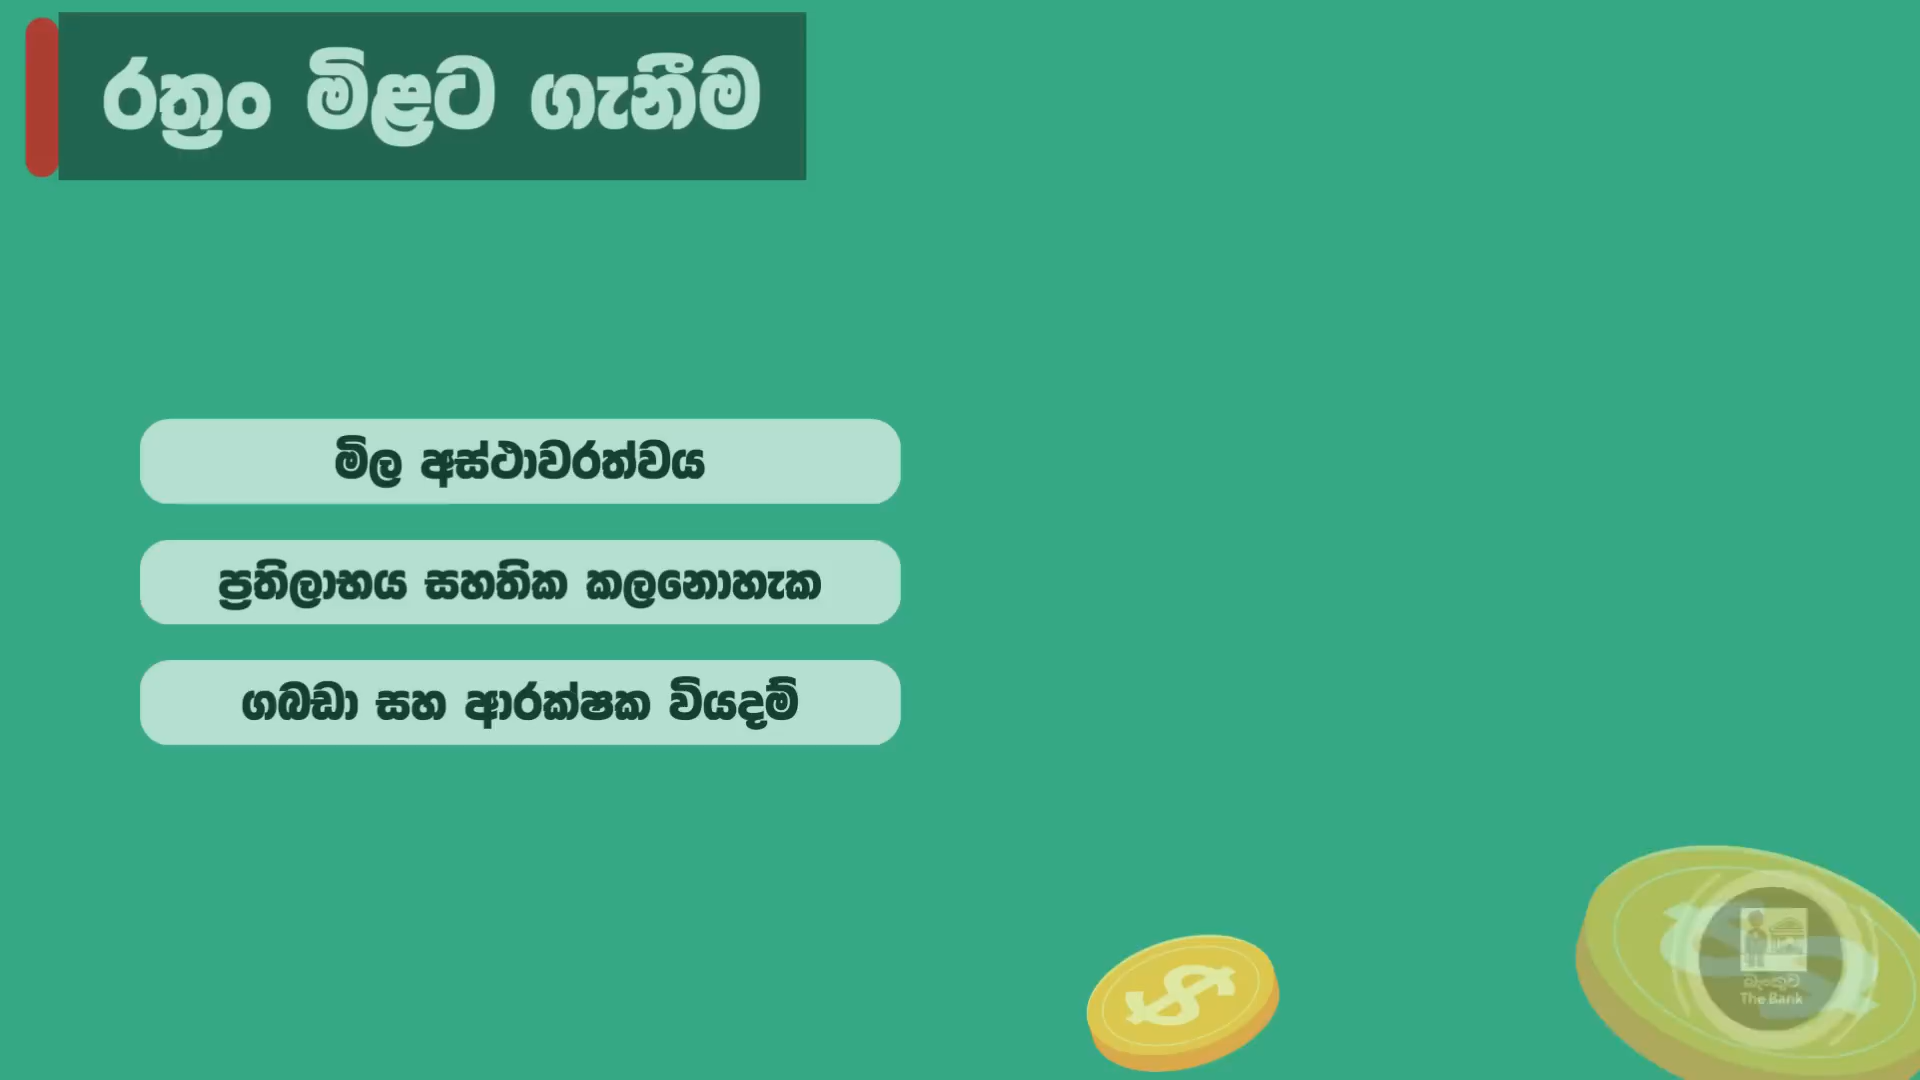 රත්‍රං මිළට ගැනීම
මිල අස්ථාවරත්වය
ප්‍රතිලාභය සහතික කලනොහැක
ගබඩා සහ ආරක්ෂක වියදම්
බැංකුව
The Bank